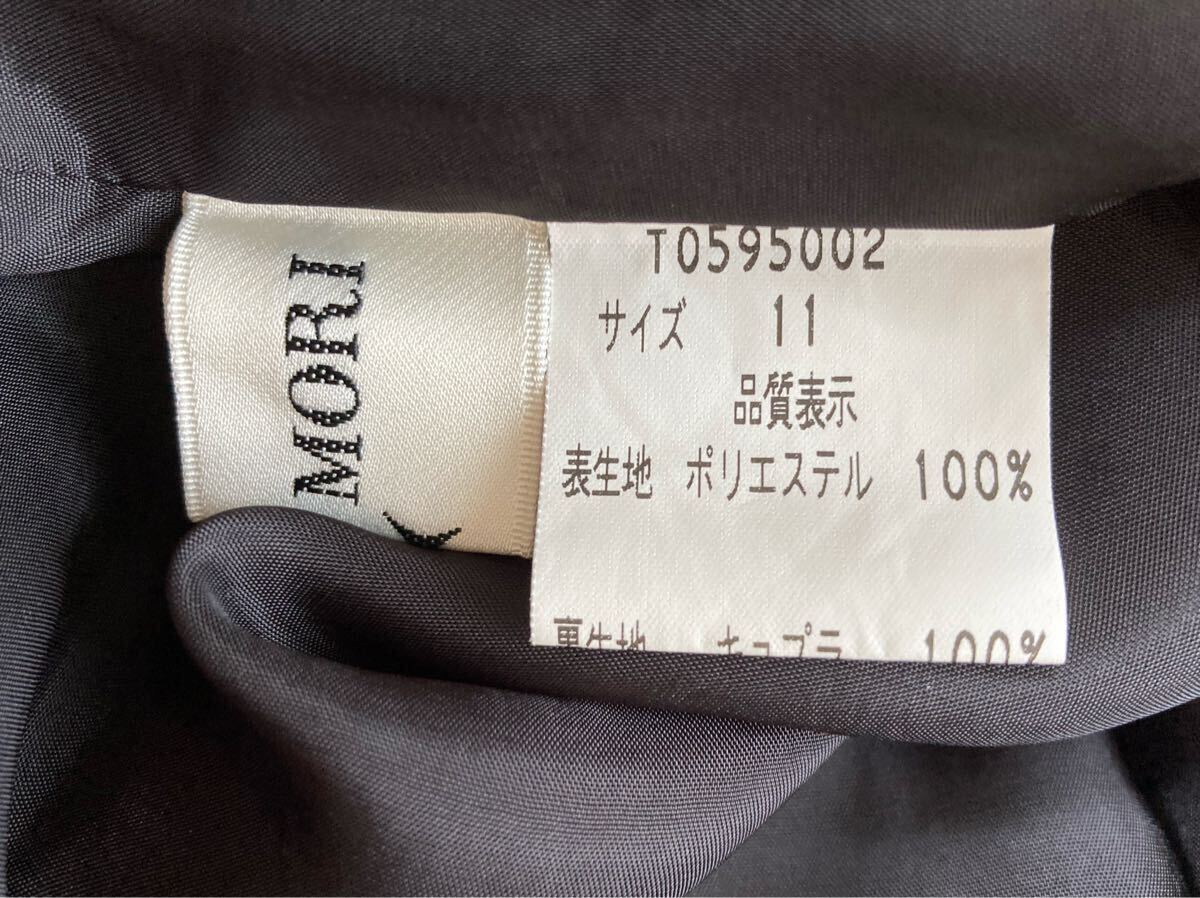 MORI
T0595002
サイズ 11
品質表示
表生地 ポリエステル 100%
裏生地 キュプラ 100%